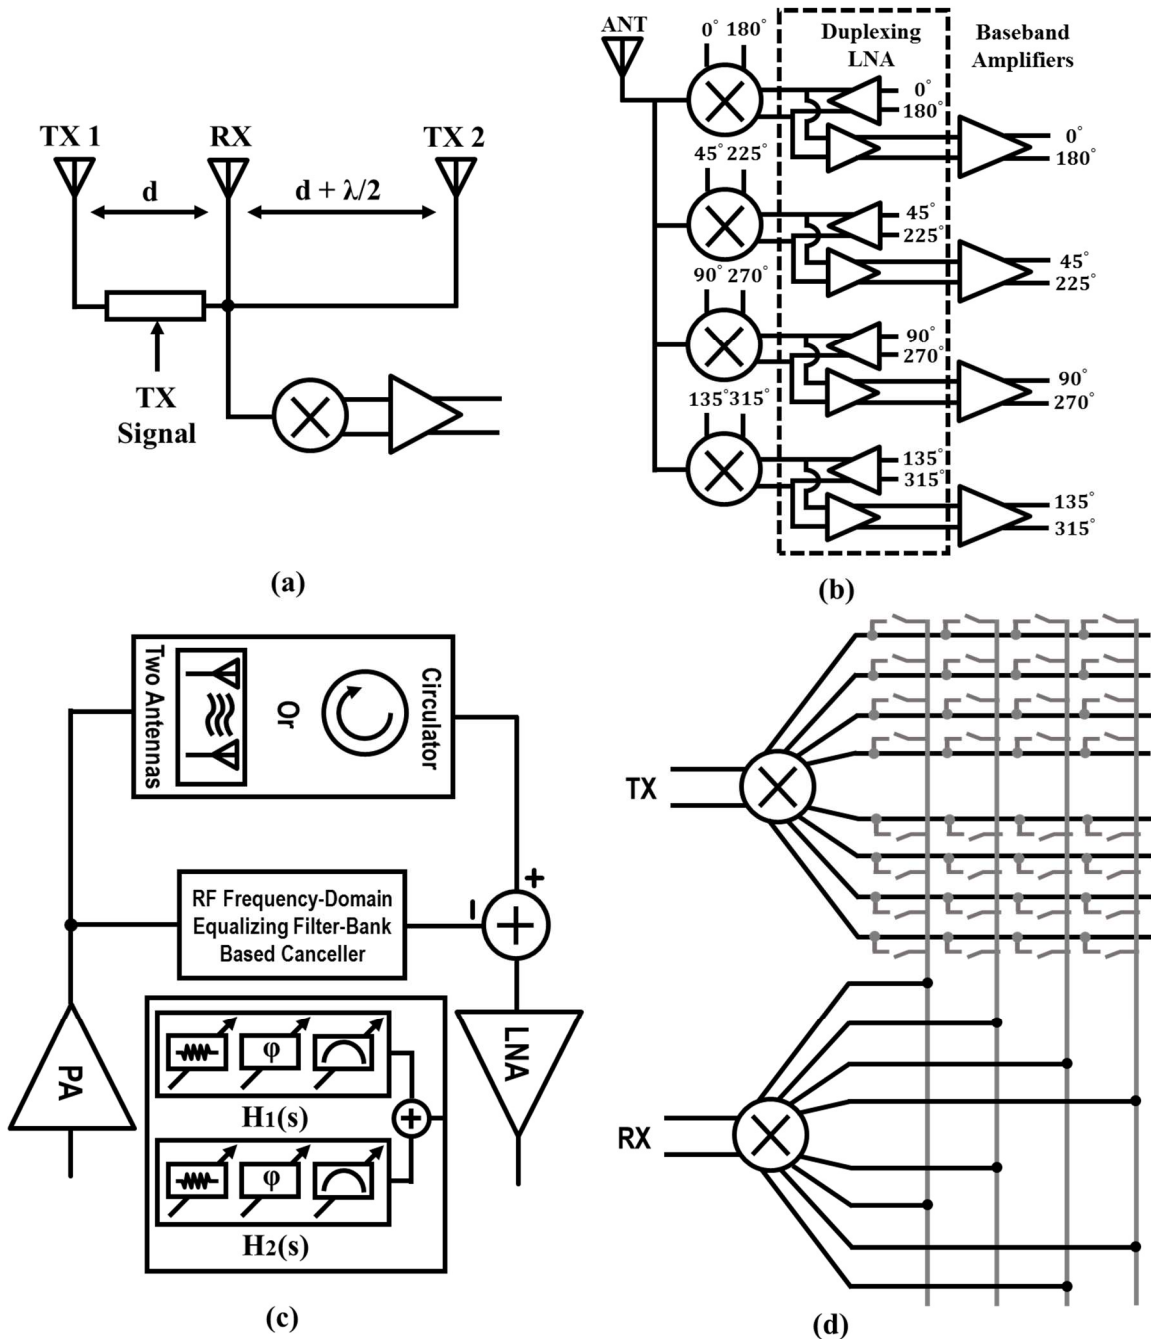 TX 1
RX
TX 2
d
d + λ/2
TX
Signal
(a)
ANT
0° 180°
Duplexing
LNA
Baseband
Amplifiers
0°
180°
0°
180°
45° 225°
45°
225°
45°
225°
90° 270°
90°
270
90°
270°
135° 315°
135°
315°
135°
315°
(b)
Two Antennas
Or
Circulator
+
-
RF Frequency-Domain
Equalizing Filter-Bank
Based Canceller
PA
LNA
φ
H1(s)
φ
H2(s)
(c)
TX
RX
(d)